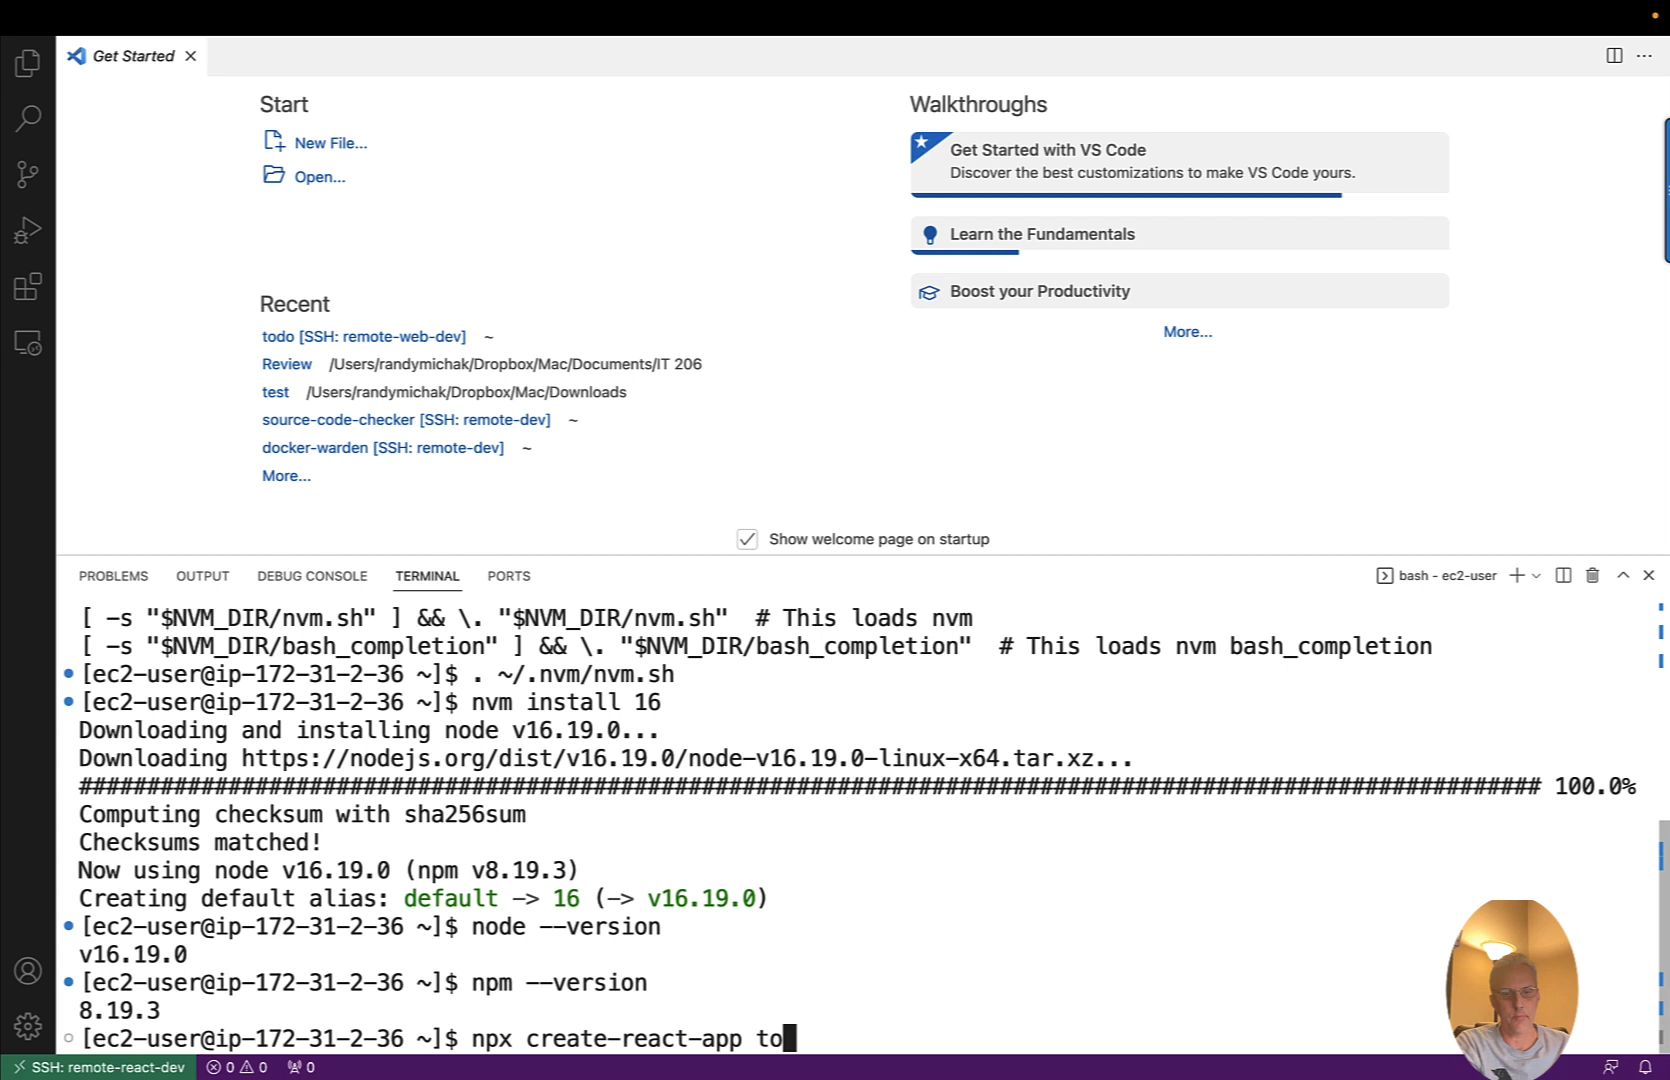 Get Started
Start
New File...
Open...
Recent
todo [SSH: remote-web-dev] ~
Review /Users/randymichak/Dropbox/Mac/Documents/IT 206
test /Users/randymichak/Dropbox/Mac/Downloads
source-code-checker [SSH: remote-dev] ~
docker-warden [SSH: remote-dev] ~
More...
Walkthroughs
Get Started with VS Code
Discover the best customizations to make VS Code yours.
Learn the Fundamentals
Boost your Productivity
More...
Show welcome page on startup
PROBLEMS OUTPUT DEBUG CONSOLE TERMINAL PORTS bash - ec2-user
[ -s "$NVM_DIR/nvm.sh" ] && \. "$NVM_DIR/nvm.sh"  # This loads nvm
[ -s "$NVM_DIR/bash_completion" ] && \. "$NVM_DIR/bash_completion"  # This loads nvm bash_completion
[ec2-user@ip-172-31-2-36 ~]$ . ~/.nvm/nvm.sh
[ec2-user@ip-172-31-2-36 ~]$ nvm install 16
Downloading and installing node v16.19.0...
Downloading https://nodejs.org/dist/v16.19.0/node-v16.19.0-linux-x64.tar.xz...
############################################################################################################ 100.0%
Computing checksum with sha256sum
Checksums matched!
Now using node v16.19.0 (npm v8.19.3)
Creating default alias: default -> 16 (-> v16.19.0)
[ec2-user@ip-172-31-2-36 ~]$ node --version
v16.19.0
[ec2-user@ip-172-31-2-36 ~]$ npm --version
8.19.3
[ec2-user@ip-172-31-2-36 ~]$ npx create-react-app to
SSH: remote-react-dev 0 0 0